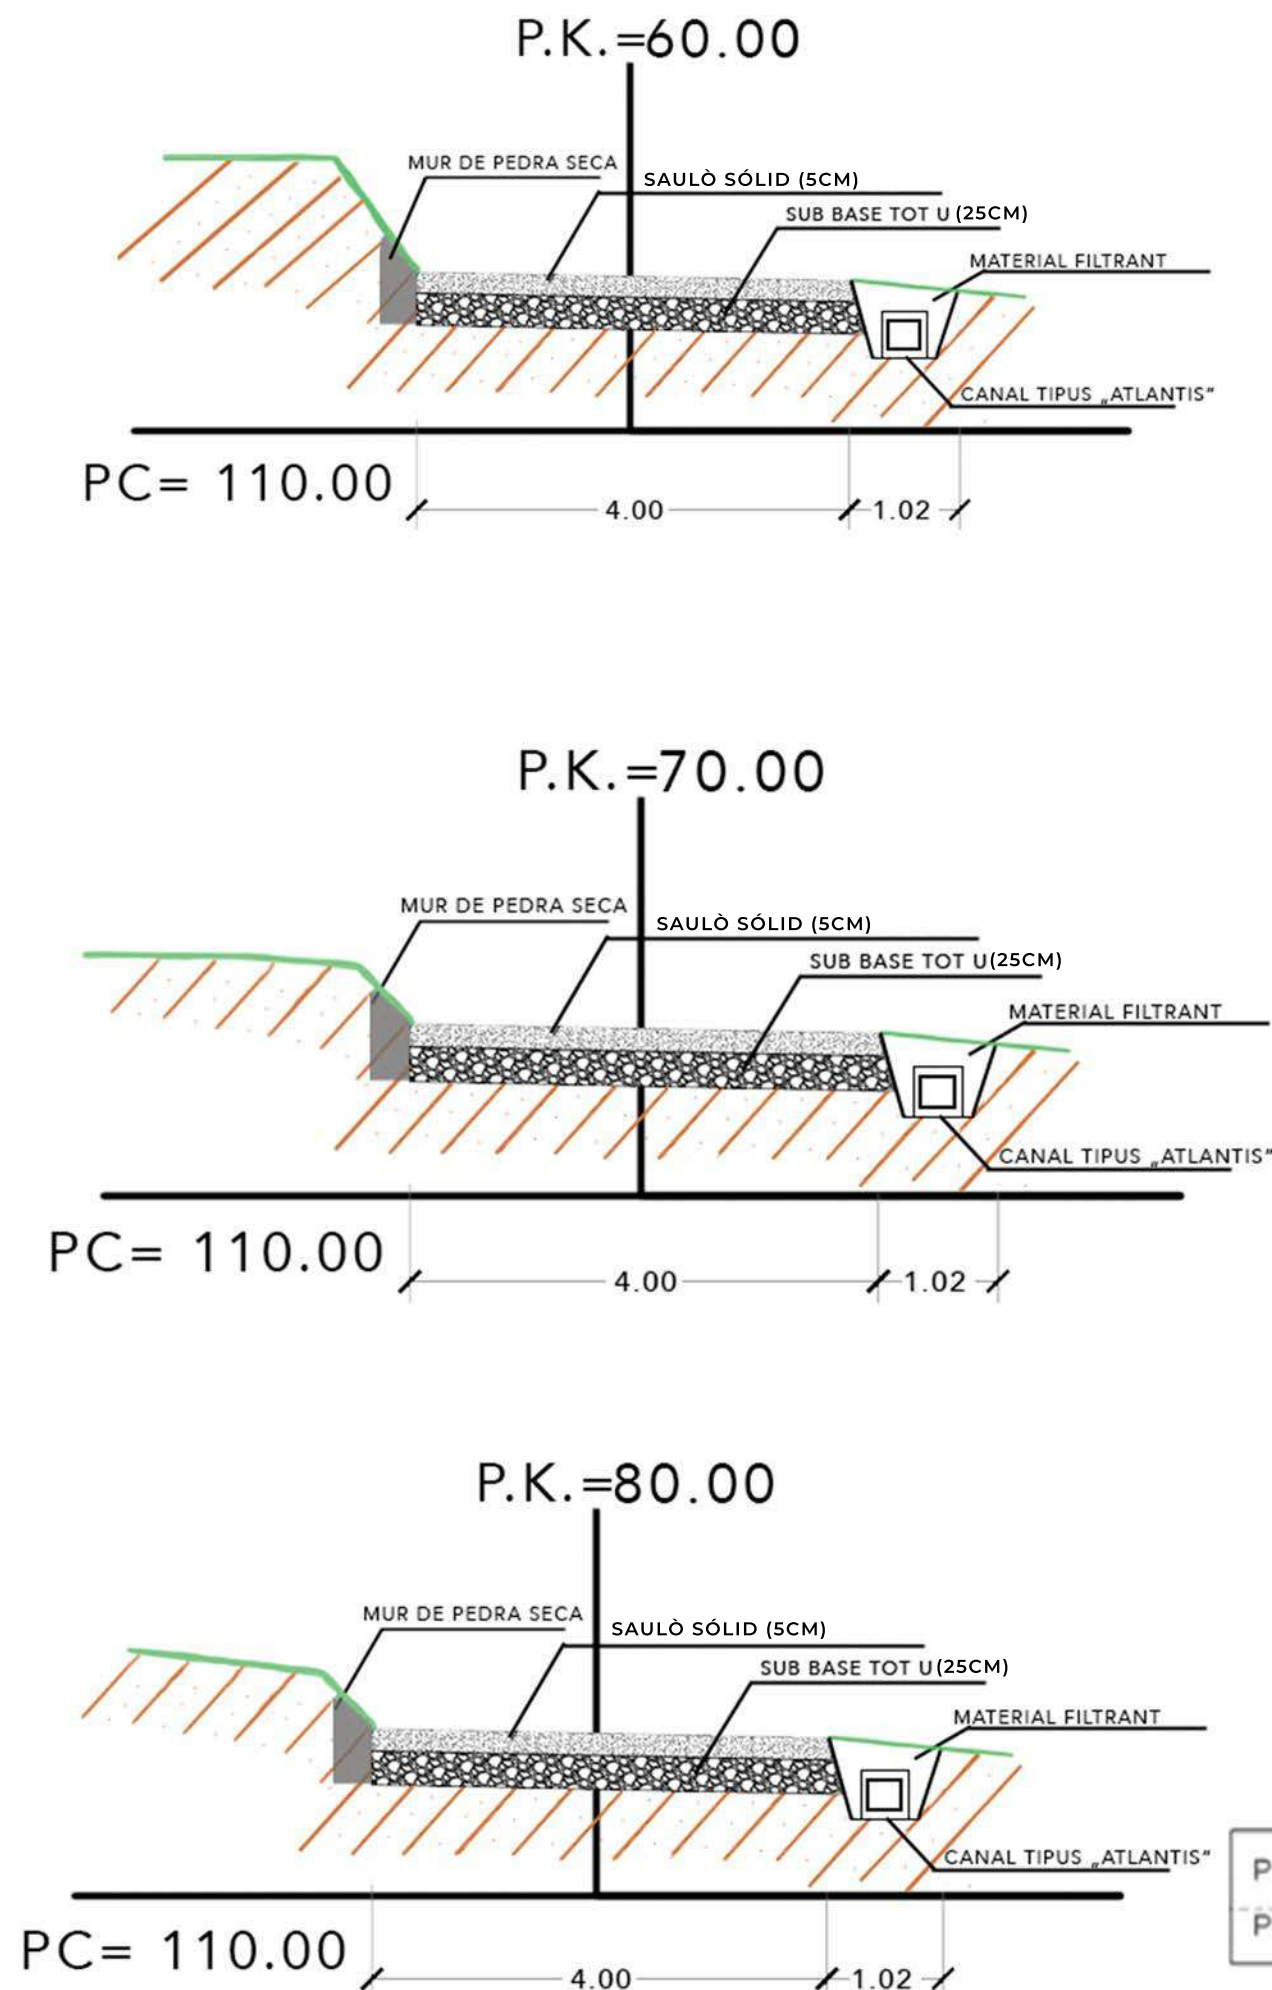 P.K.=60.00
MUR DE PEDRA SECA
SAULÒ SÓLID (5CM)
SUB BASE TOT U (25CM)
MATERIAL FILTRANT
CANAL TIPUS „ATLANTIS"
PC= 110.00
4.00
1.02
P.K.=70.00
MUR DE PEDRA SECA
SAULÒ SÓLID (5CM)
SUB BASE TOT U (25CM)
MATERIAL FILTRANT
CANAL TIPUS „ATLANTIS"
PC= 110.00
4.00
1.02
P.K.=80.00
MUR DE PEDRA SECA
SAULÒ SÓLID (5CM)
SUB BASE TOT U (25CM)
MATERIAL FILTRANT
CANAL TIPUS „ATLANTIS"
P
P
PC= 110.00
4.00
1.02